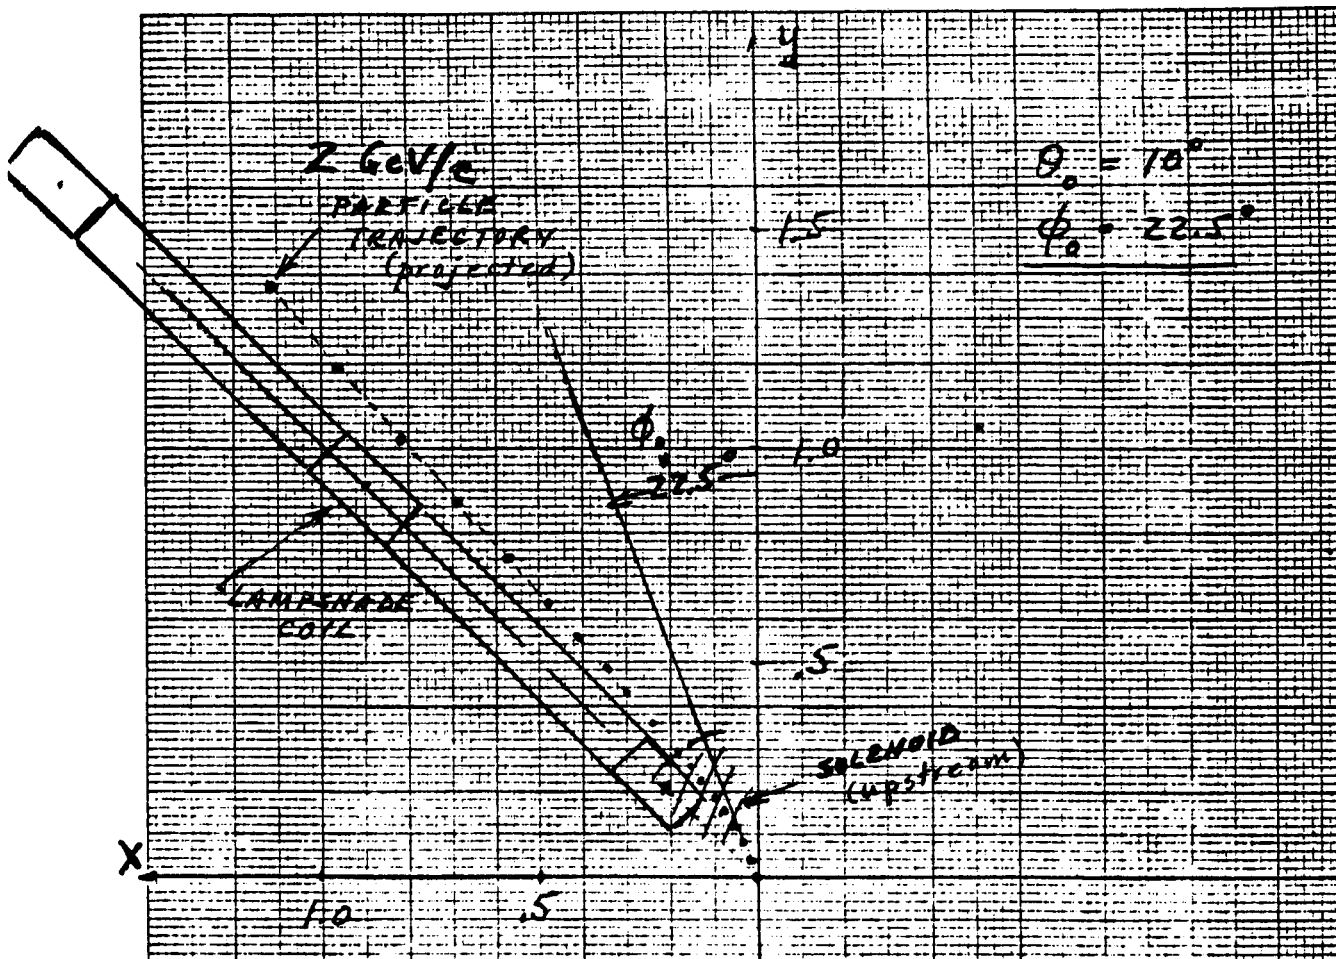 y
2 GeV/c
PARTICLE
TRAJECTORY
(projected)
θ₀ = 10°
ϕ₀ = 22.5°
1.5
ϕ₀
22.5°
1.0
LAMPSHADE
COIL
.5
SOLENOID
(upstream)
X
1.0
.5